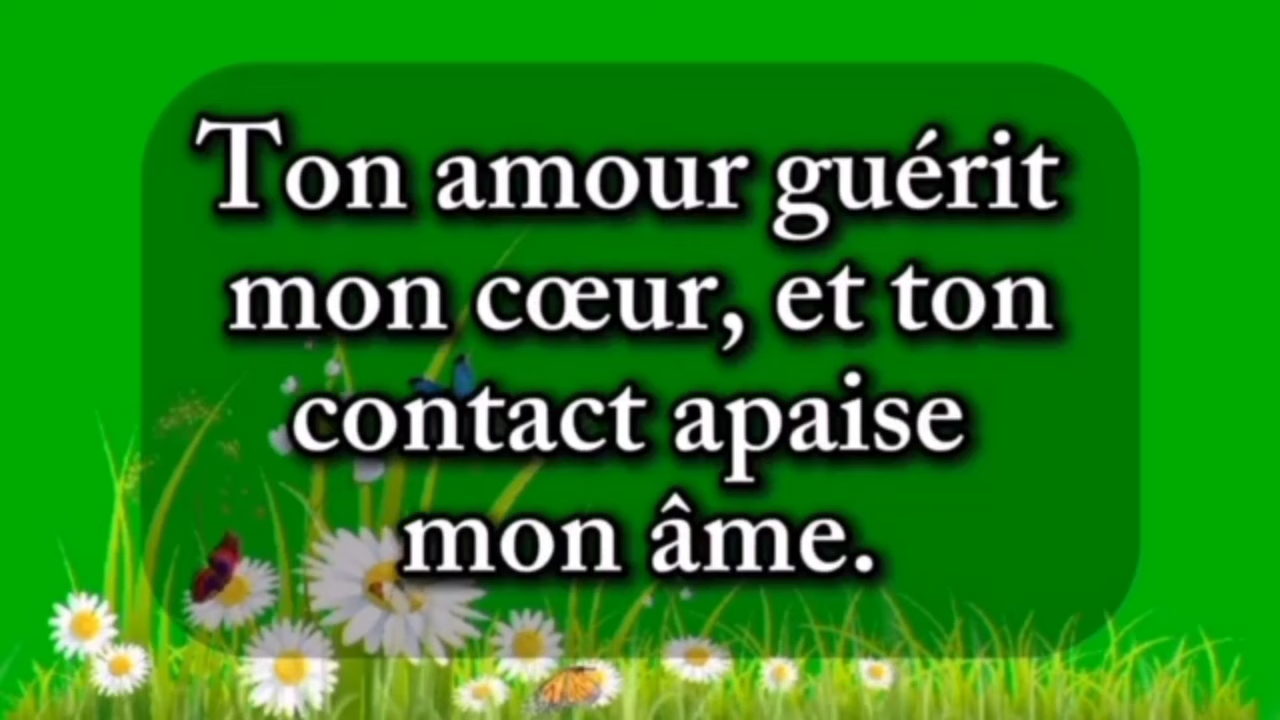 Ton amour guérit
mon cœur, et ton
contact apaise
mon âme.